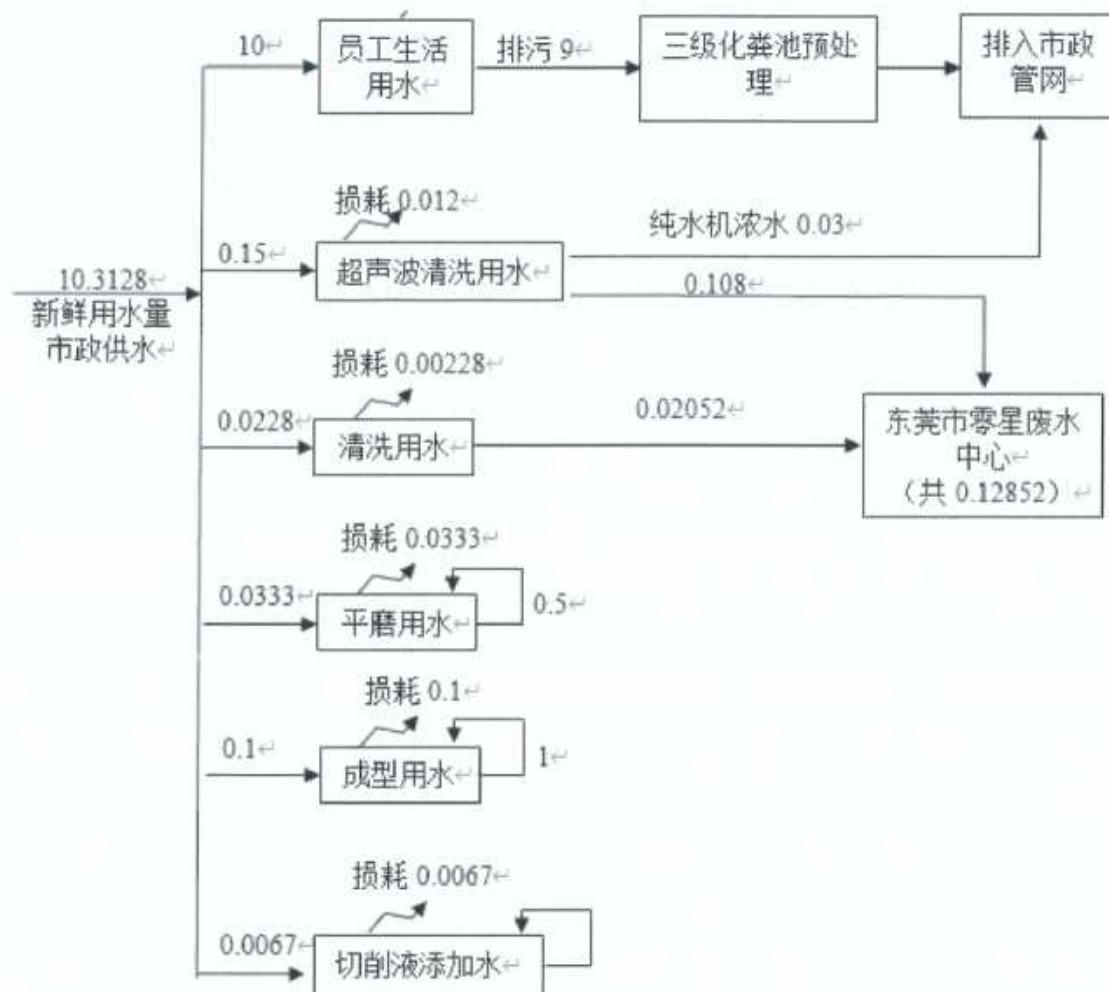 10
员工生活
用水
排污 9
三级化粪池预处
理
排入市政
管网
损耗 0.012
纯水机浓水 0.03
0.15
超声波清洗用水
0.108
10.3128
新鲜用水量
市政供水
损耗 0.00228
0.0228
清洗用水
0.02052
东莞市零星废水
中心
（共 0.12852）
损耗 0.0333
0.0333
平磨用水
0.5
损耗 0.1
0.1
成型用水
1
损耗 0.0067
0.0067
切削液添加水